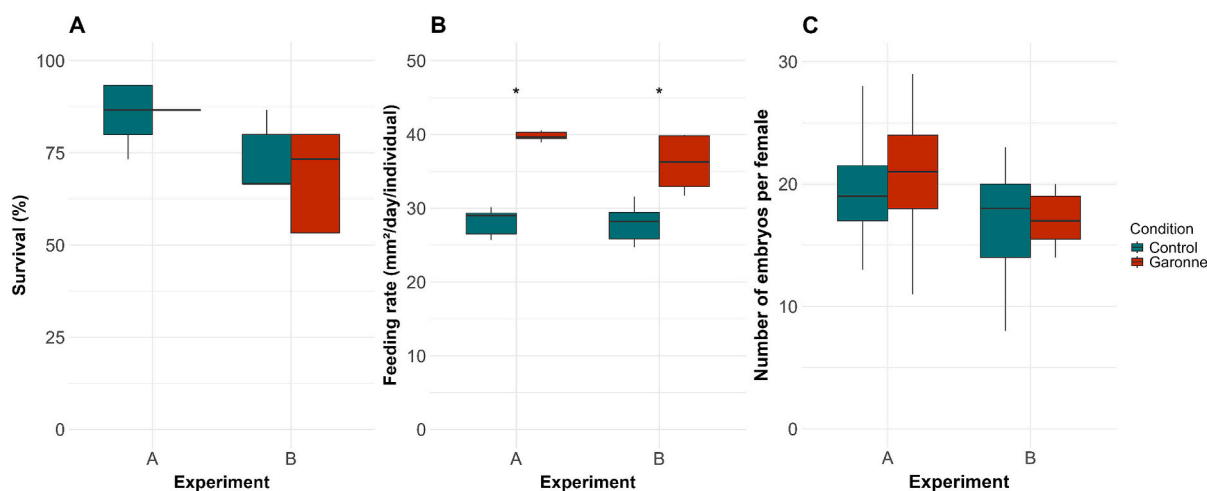 A
Survival (%)
100
75
50
25
0
A
B
Experiment
B
Feeding rate (mm²/day/individual)
50
40
30
20
10
0
*
*
A
B
Experiment
C
Number of embryos per female
30
20
10
0
A
B
Experiment
Condition
Control
Garonne